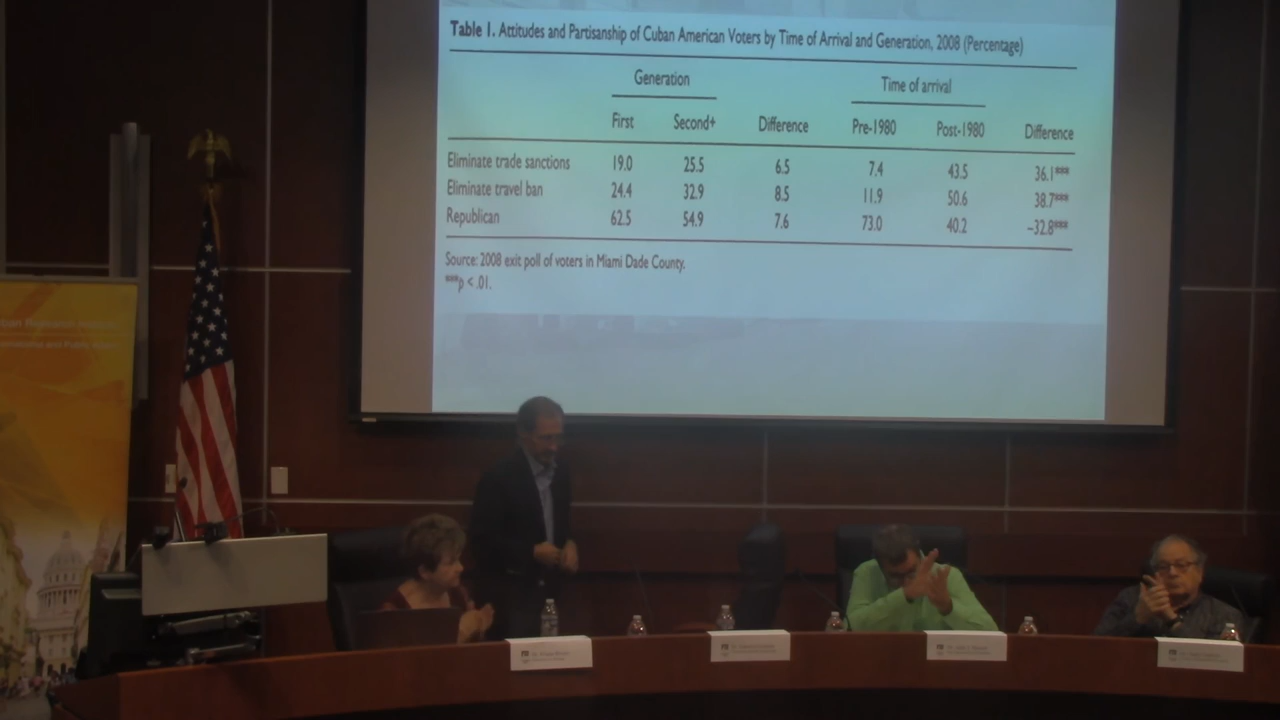 Table 1. Attitudes and Partisanship of Cuban American Voters by Time of Arrival and Generation, 2008 (Percentage)
Generation Time of arrival
First Second+ Difference Pre-1980 Post-1980 Difference
Eliminate trade sanctions 19.0 25.5 6.5 7.4 43.5 36.1***
Eliminate travel ban 24.4 32.9 8.5 11.9 50.6 38.7***
Republican 62.5 54.9 7.6 73.0 40.2 −32.8***
Source: 2008 exit poll of voters in Miami Dade County.
***p < .01.